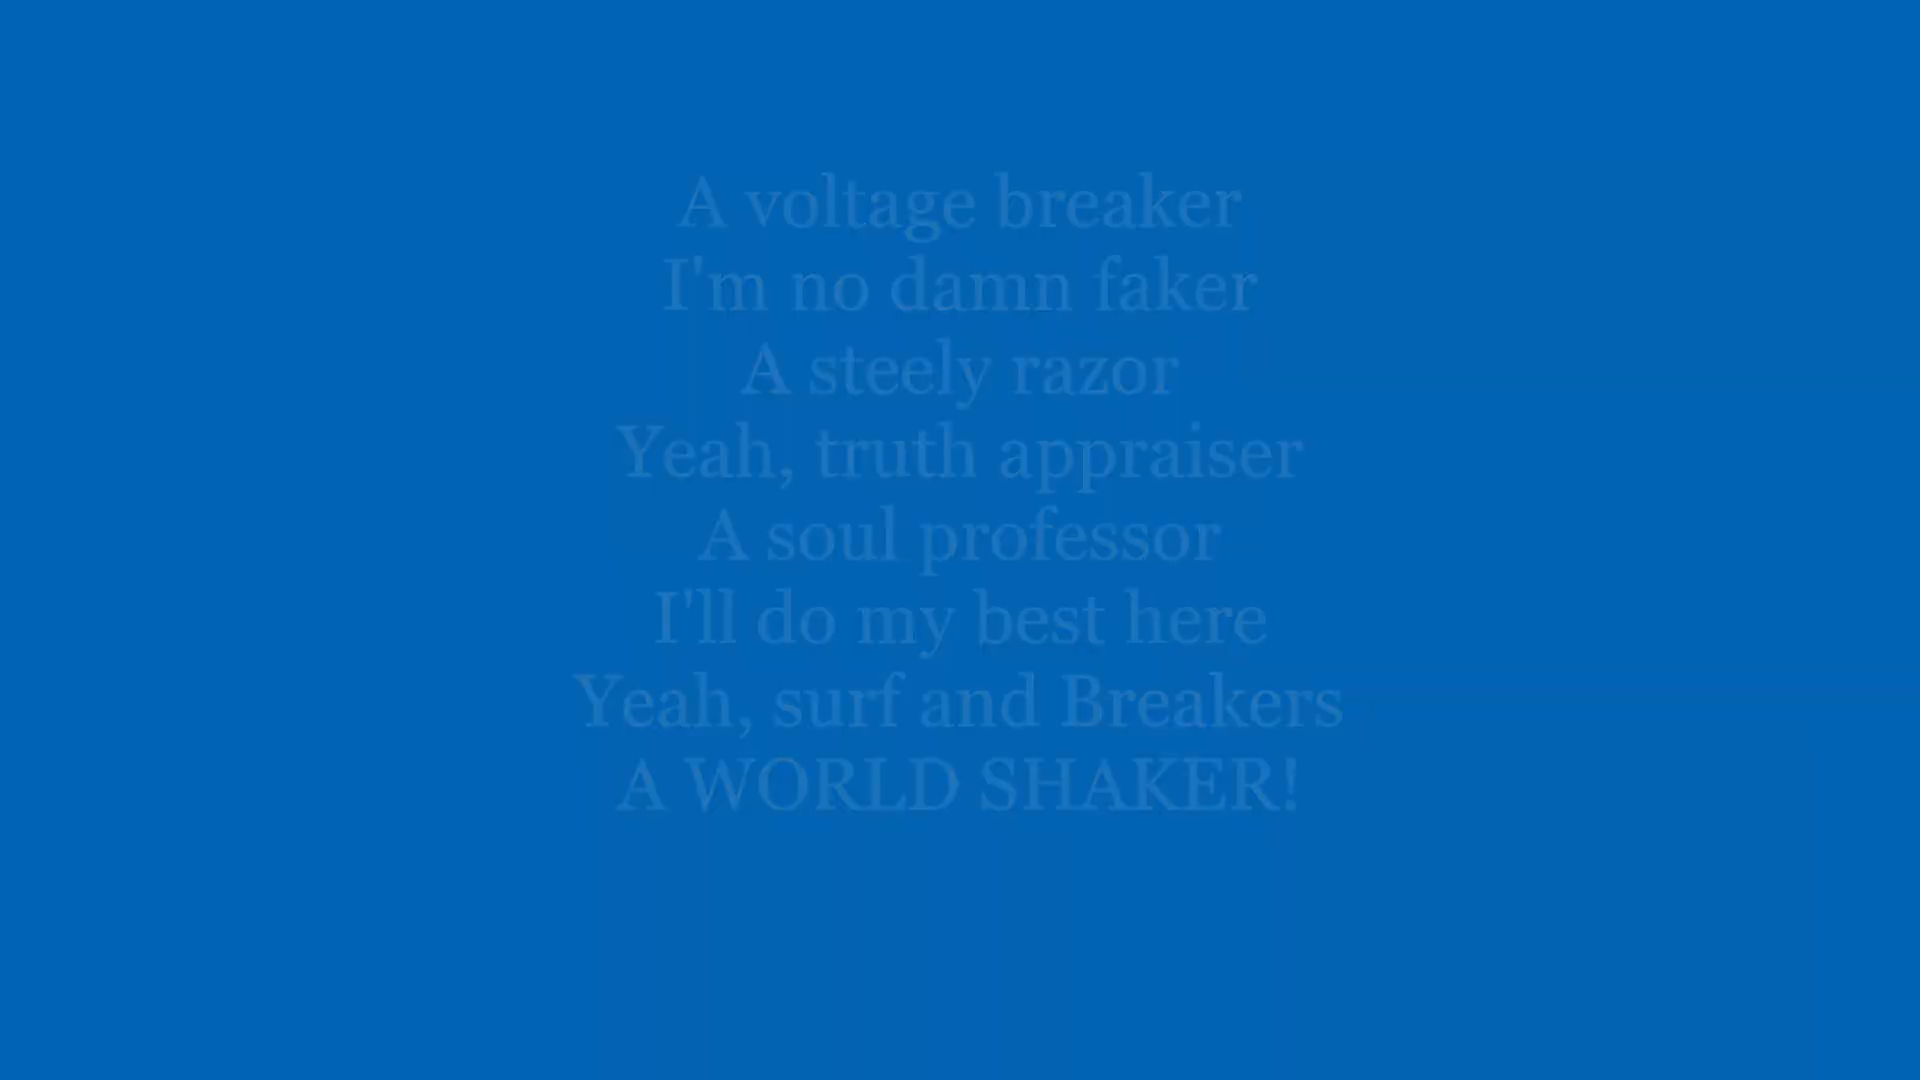 A voltage breaker
I'm no damn faker
A steely razor
Yeah, truth appraiser
A soul professor
I'll do my best here
Yeah, surf and Breakers
A WORLD SHAKER!